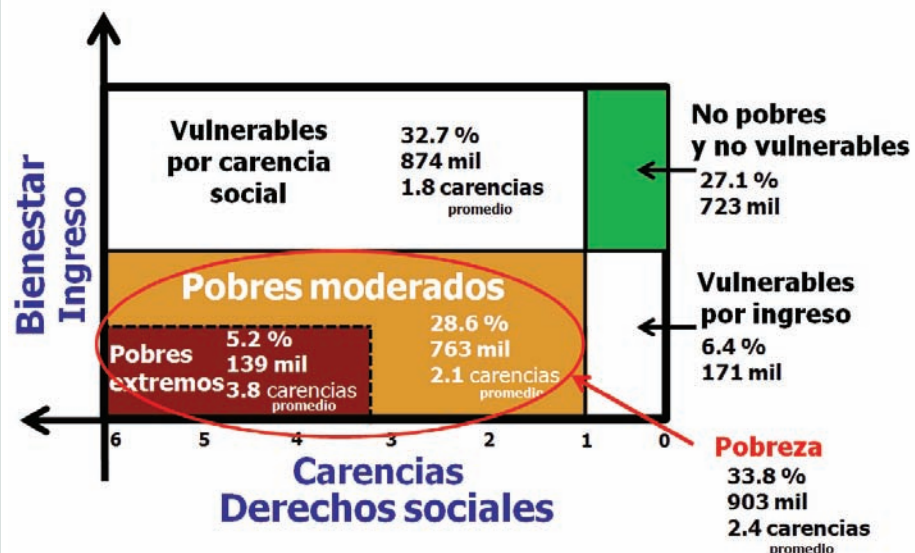 Bienestar
Ingreso
Vulnerables
por carencia
social
32.7 %
874 mil
1.8 carencias
promedio
No pobres
y no vulnerables
27.1 %
723 mil
Pobres moderados
28.6 %
763 mil
2.1 carencias
promedio
Pobres
extremos
5.2 %
139 mil
3.8 carencias
promedio
Vulnerables
por ingreso
6.4 %
171 mil
6 5 4 3 2 1 0
Carencias
Derechos sociales
Pobreza
33.8 %
903 mil
2.4 carencias
promedio